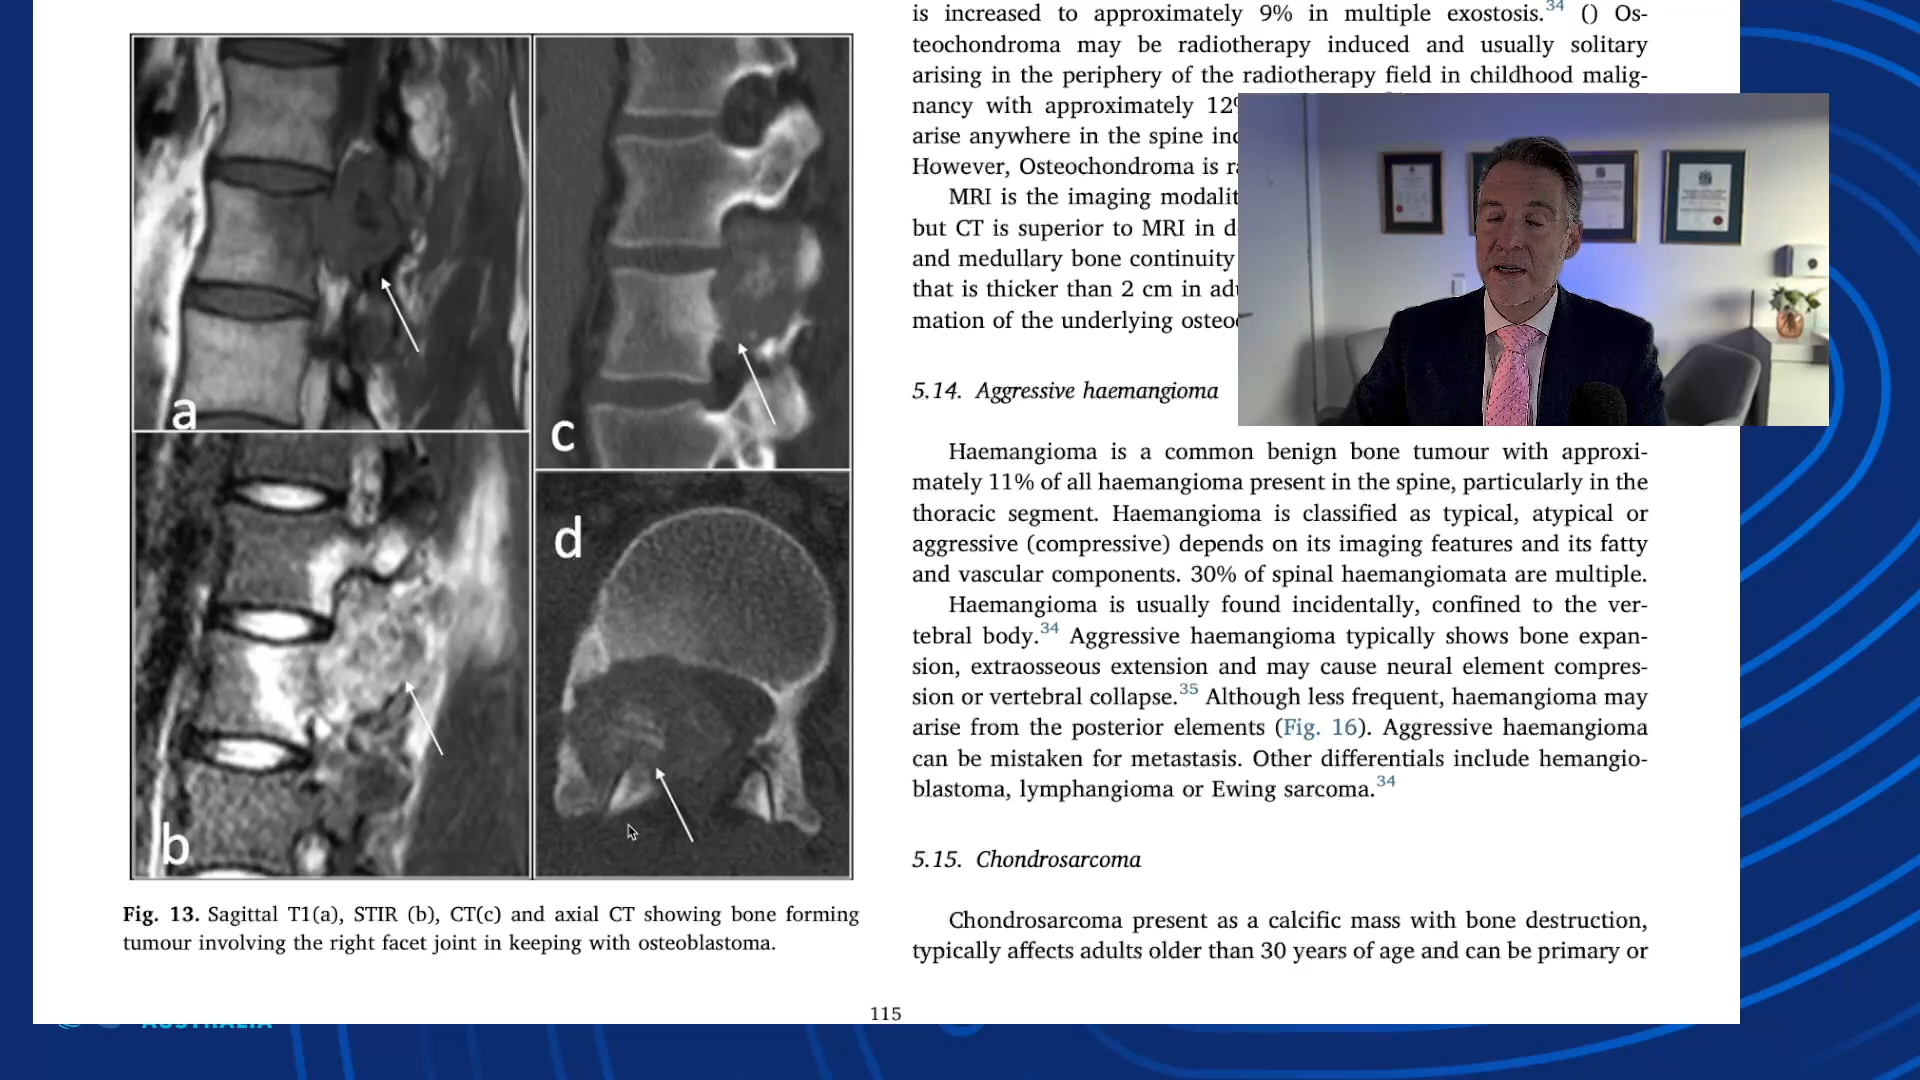 a
c
b
d
Fig. 13. Sagittal T1(a), STIR (b), CT(c) and axial CT showing bone forming
tumour involving the right facet joint in keeping with osteoblastoma.
is increased to approximately 9% in multiple exostosis.34 () Os-
teochondroma may be radiotherapy induced and usually solitary
arising in the periphery of the radiotherapy field in childhood malig-
nancy with approximately 12
arise anywhere in the spine
However, Osteochondroma is
MRI is the imaging
but CT is superior to MRI in
and medullary bone continuity
that is thicker than 2 cm in
mation of the underlying
5.14. Aggressive haemangioma
Haemangioma is a common benign bone tumour with approxi-
mately 11% of all haemangioma present in the spine, particularly in the
thoracic segment. Haemangioma is classified as typical, atypical or
aggressive (compressive) depends on its imaging features and its fatty
and vascular components. 30% of spinal haemangiomata are multiple.
Haemangioma is usually found incidentally, confined to the ver-
tebral body.34 Aggressive haemangioma typically shows bone expan-
sion, extraosseous extension and may cause neural element compres-
sion or vertebral collapse.35 Although less frequent, haemangioma may
arise from the posterior elements (Fig. 16). Aggressive haemangioma
can be mistaken for metastasis. Other differentials include hemangio-
blastoma, lymphangioma or Ewing sarcoma.34
5.15. Chondrosarcoma
Chondrosarcoma present as a calcific mass with bone destruction,
typically affects adults older than 30 years of age and can be primary or
115
AUSTRALIA